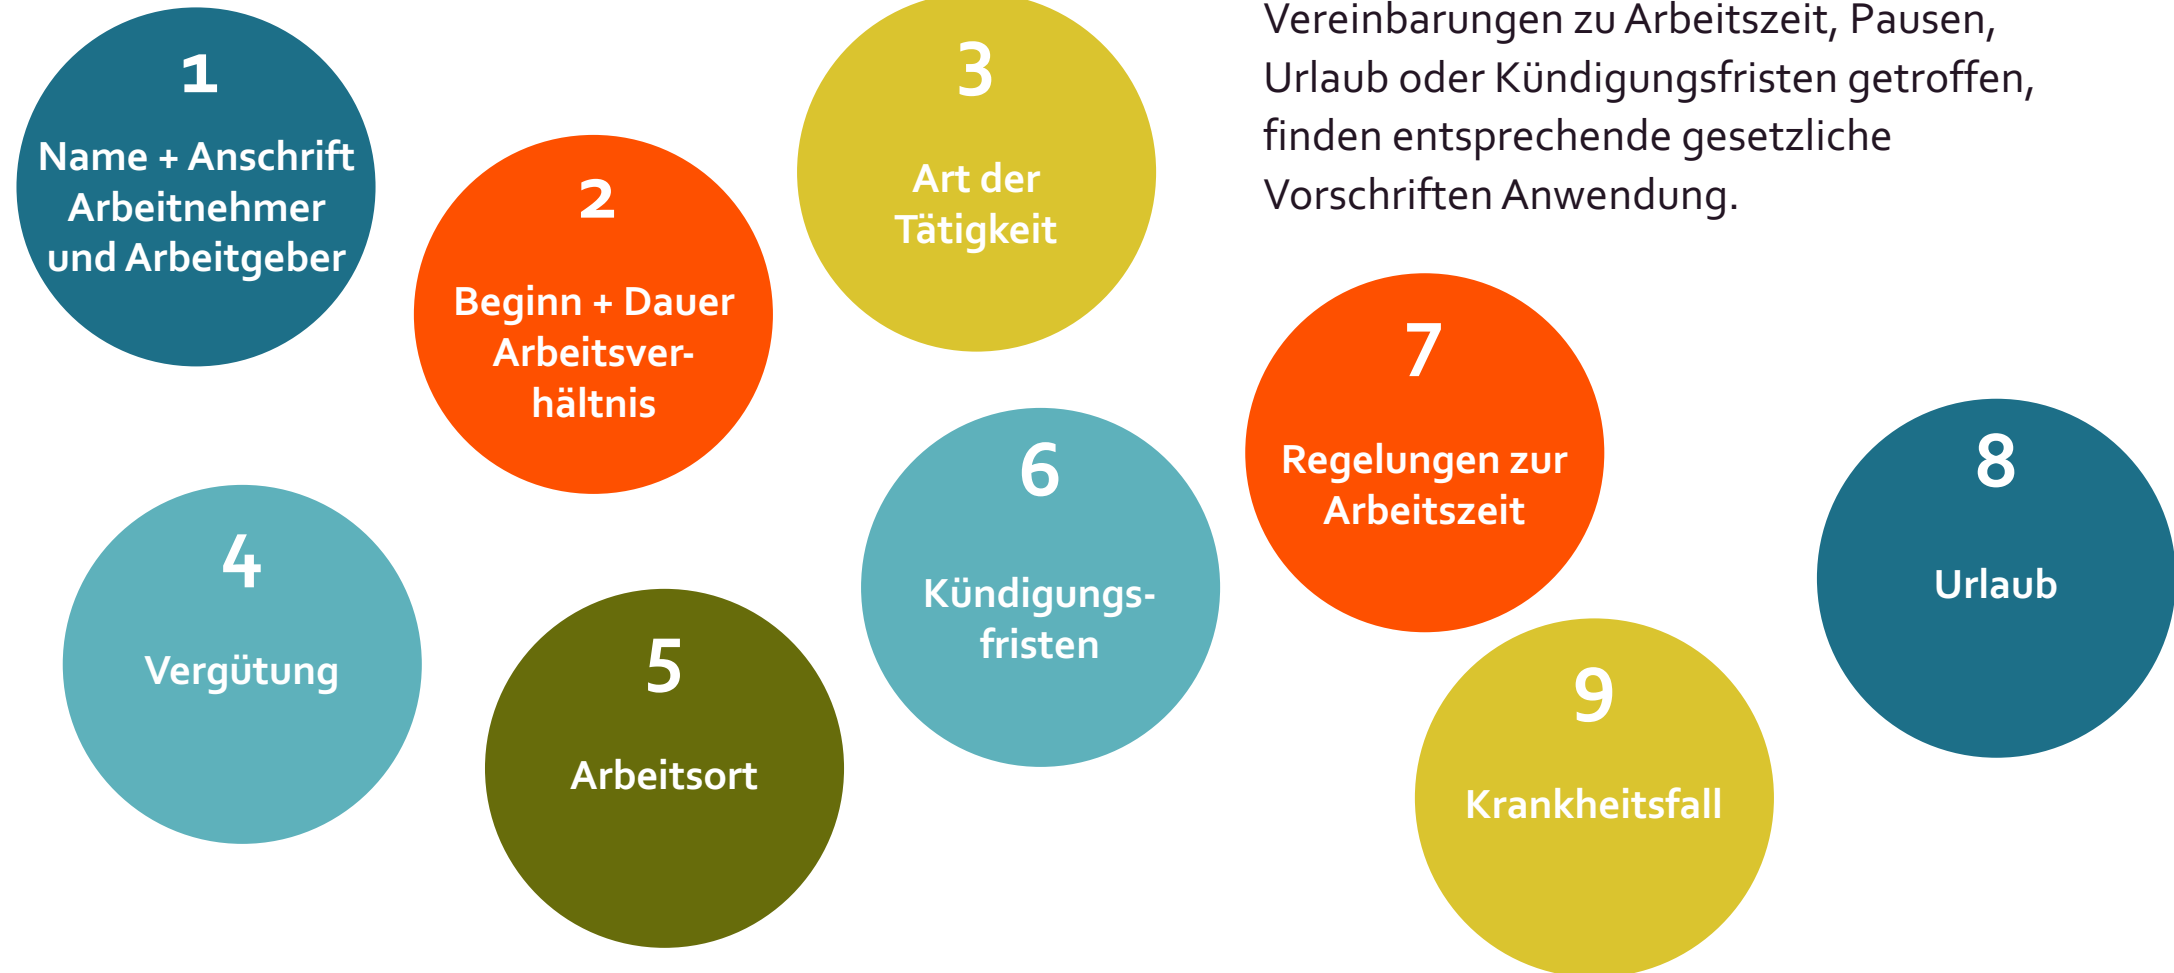 1
Name + Anschrift
Arbeitnehmer
und Arbeitgeber
2
Beginn + Dauer
Arbeitsver-
hältnis
3
Art der
Tätigkeit
Vereinbarungen zu Arbeitszeit, Pausen,
Urlaub oder Kündigungsfristen getroffen,
finden entsprechende gesetzliche
Vorschriften Anwendung.
4
Vergütung
5
Arbeitsort
6
Kündigungs-
fristen
7
Regelungen zur
Arbeitszeit
8
Urlaub
9
Krankheitsfall